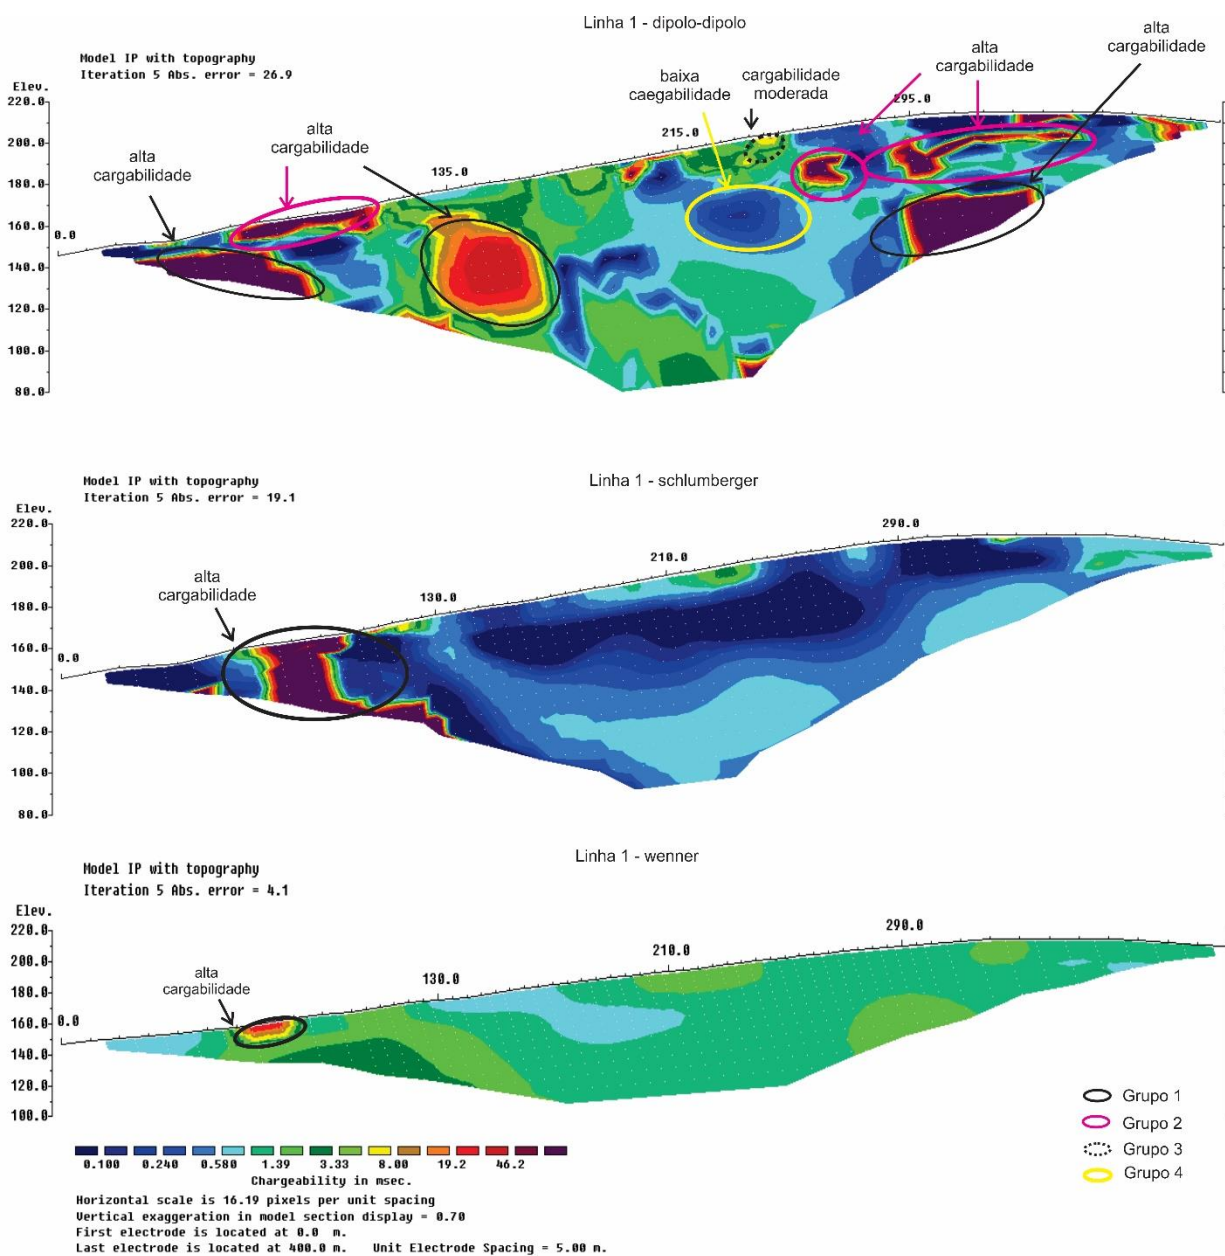 Linha 1 - dipolo-dipolo
Model IP with topography
Iteration 5 Abs. error = 26.9
Elev.
220.0
200.0
180.0
160.0
140.0
120.0
100.0
80.0
0.0
135.0
215.0
295.0
alta
cargabilidade
alta
cargabilidade
alta
cargabilidade
baixa
caegabilidade
cargabilidade
moderada
alta
cargabilidade
alta
cargabilidade
Linha 1 - schlumberger
Model IP with topography
Iteration 5 Abs. error = 19.1
Elev.
220.0
200.0
180.0
160.0
140.0
120.0
100.0
80.0
0.0
130.0
210.0
290.0
alta
cargabilidade
Linha 1 - wenner
Model IP with topography
Iteration 5 Abs. error = 4.1
Elev.
220.0
200.0
180.0
160.0
140.0
120.0
100.0
0.0
130.0
210.0
290.0
alta
cargabilidade
Grupo 1
Grupo 2
Grupo 3
Grupo 4
0.100 0.240 0.580 1.39 3.33 8.00 19.2 46.2
Chargeability in msec.
Horizontal scale is 16.19 pixels per unit spacing
Vertical exaggeration in model section display = 0.70
First electrode is located at 0.0 m.
Last electrode is located at 400.0 m. Unit Electrode Spacing = 5.00 m.